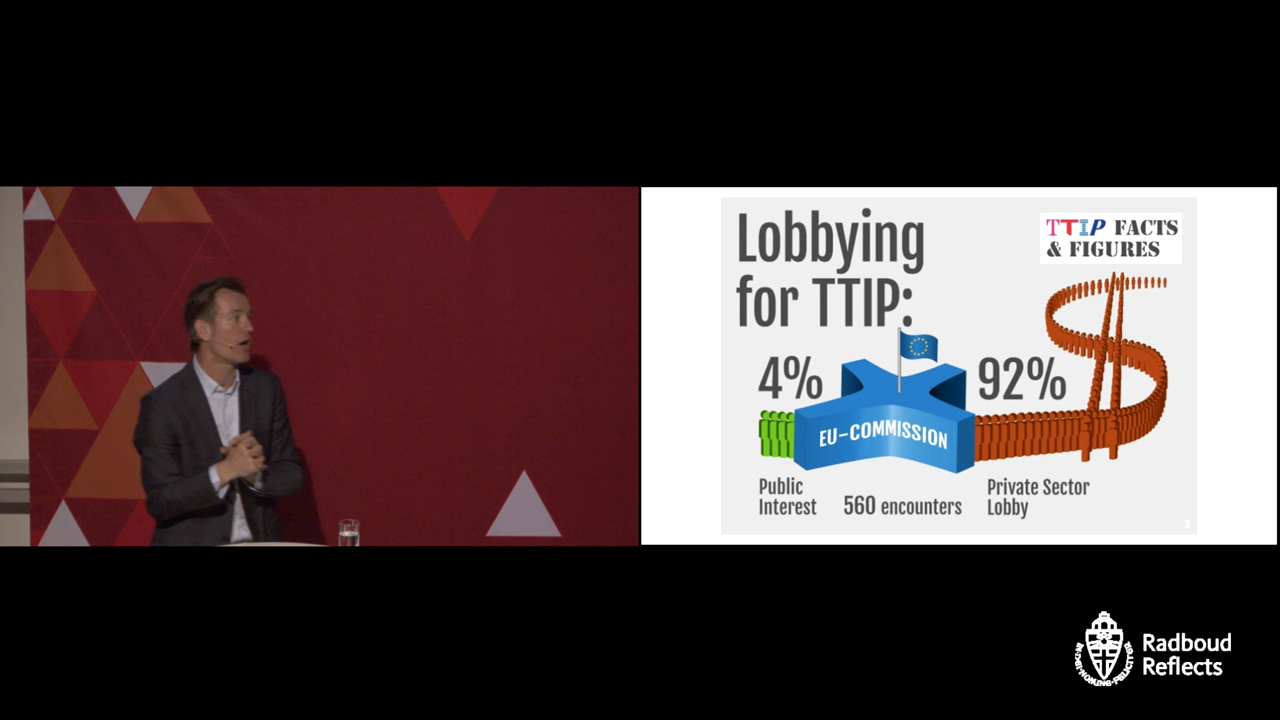 Lobbying
for TTIP:
TTIP FACTS
& FIGURES
4%
92%
EU-COMMISSION
Public
Interest
560 encounters
Private Sector
Lobby
3
Radboud
Reflects